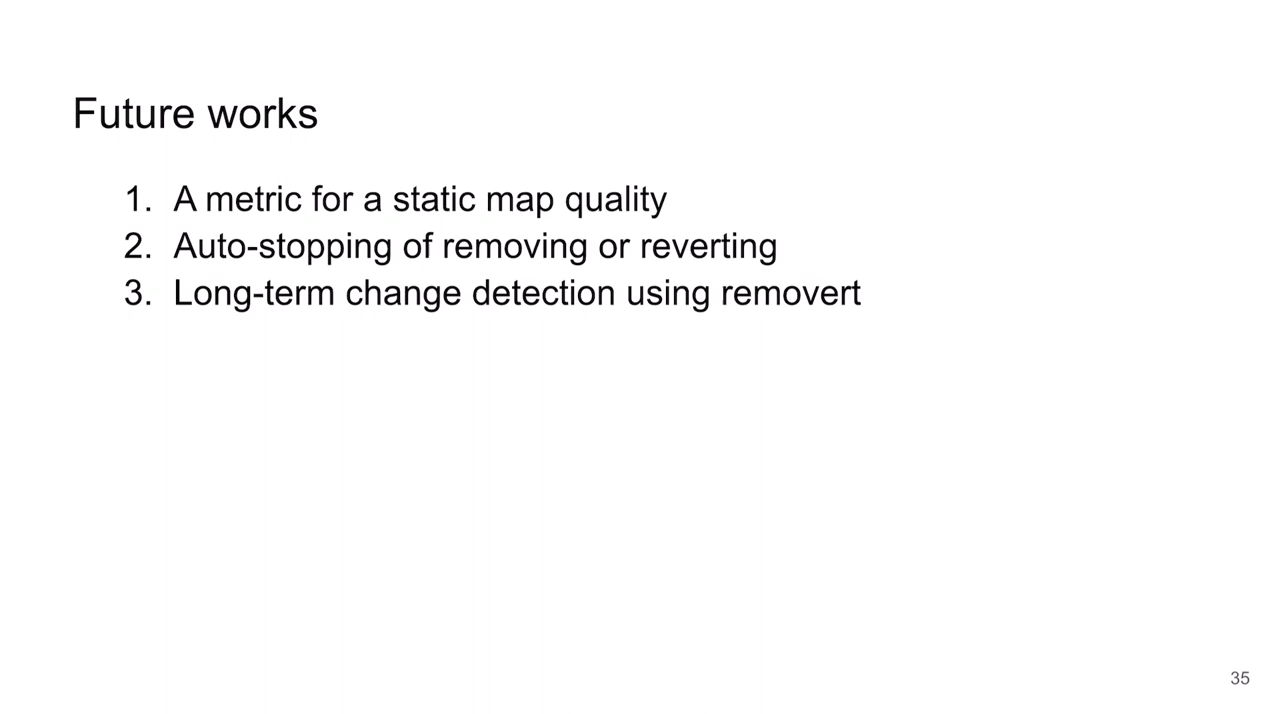 Future works
1. A metric for a static map quality
2. Auto-stopping of removing or reverting
3. Long-term change detection using removert
35